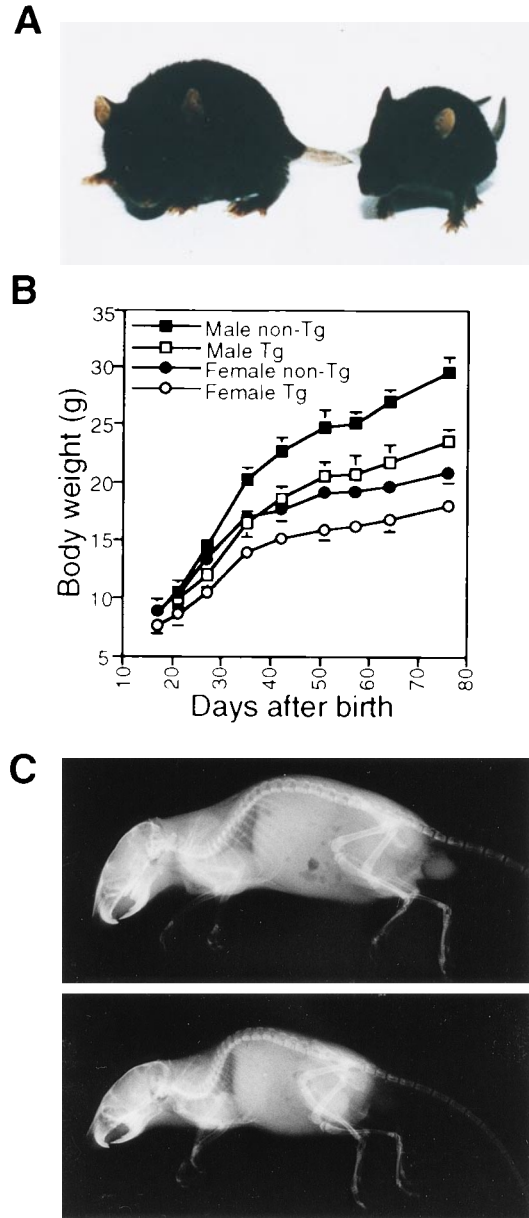 A
B
35
30
25
20
15
10
5
Body weight (g)
Male non-Tg
Male Tg
Female non-Tg
Female Tg
10
20
30
40
50
60
70
80
Days after birth
C